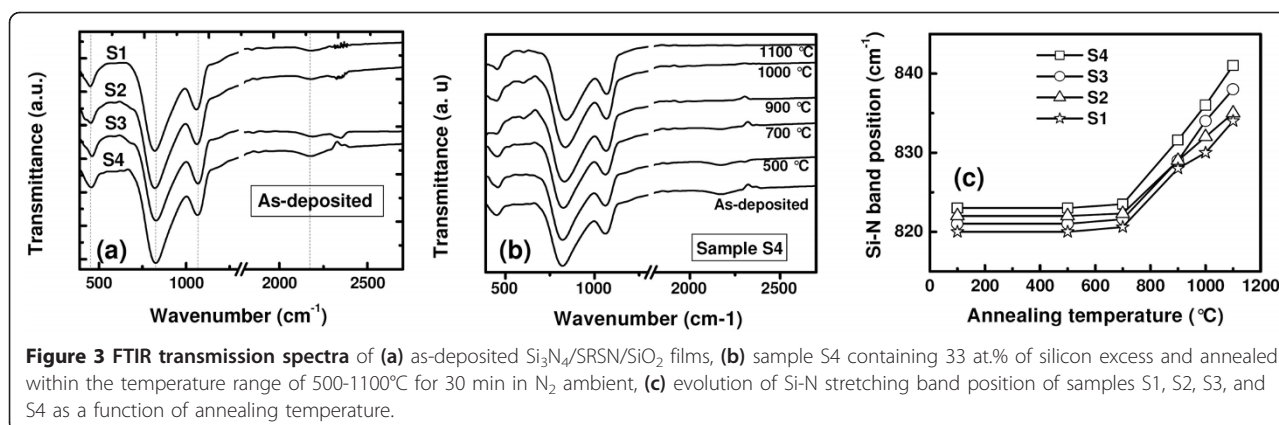 S1
S2
S3
S4
As-deposited
(a)
Transmittance (a.u.)
500 1000 1500 2000 2500
Wavenumber (cm-1)
1100 °C
1000 °C
900 °C
700 °C
500 °C
As-deposited
Sample S4
(b)
Transmittance (a. u)
500 1000 2000 2500
Wavenumber (cm-1)
S4
S3
S2
S1
(c)
Si-N band position (cm-1)
840
830
820
0 200 400 600 800 1000 1200
Annealing temperature (°C)
Figure 3 FTIR transmission spectra of (a) as-deposited Si3N4/SRSN/SiO2 films, (b) sample S4 containing 33 at.% of silicon excess and annealed
within the temperature range of 500-1100°C for 30 min in N2 ambient, (c) evolution of Si-N stretching band position of samples S1, S2, S3, and
S4 as a function of annealing temperature.